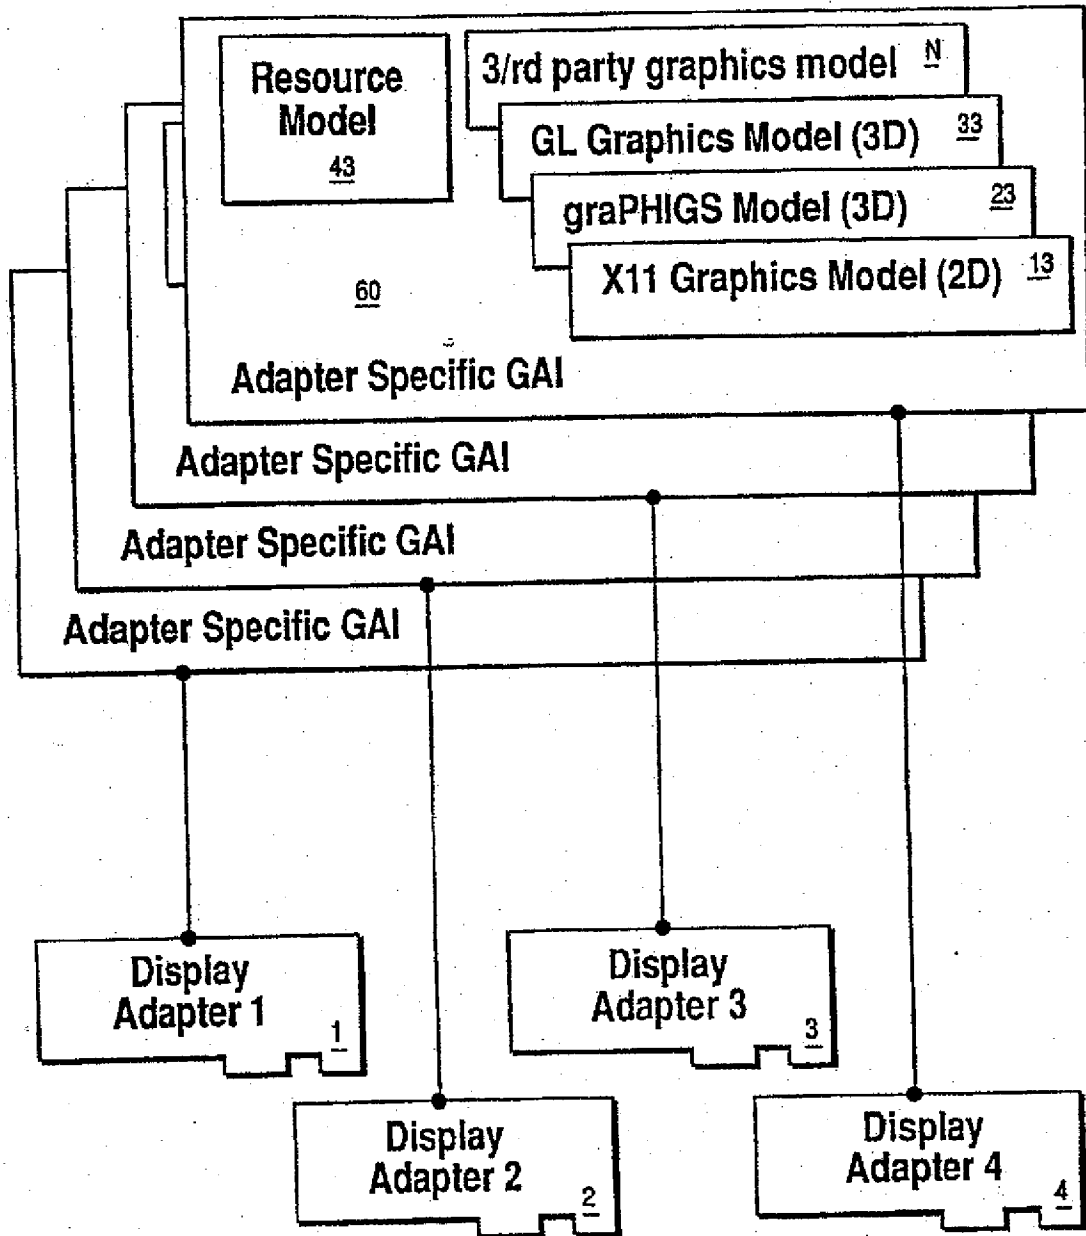 Resource
Model
43
3/rd party graphics model N
GL Graphics Model (3D) 33
graPHIGS Model (3D) 23
X11 Graphics Model (2D) 13
60
Adapter Specific GAI
Adapter Specific GAI
Adapter Specific GAI
Adapter Specific GAI
Display
Adapter 1
1
Display
Adapter 3
3
Display
Adapter 2
2
Display
Adapter 4
4